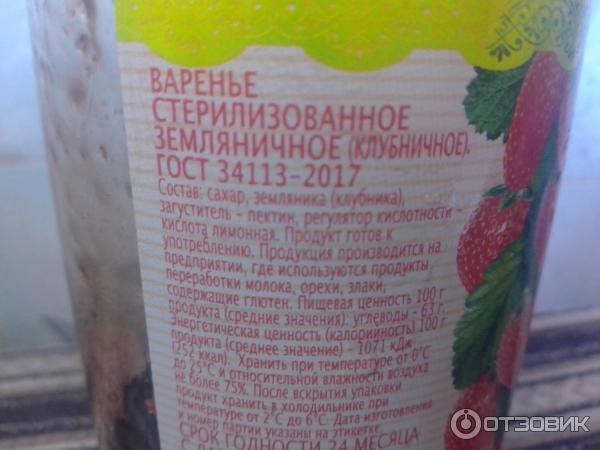 ВАРЕНЬЕ
СТЕРИЛИЗОВАННОЕ
ЗЕМЛЯНИЧНОЕ (КЛУБНИЧНОЕ).
ГОСТ 34113-2017
Состав: сахар, земляника (клубника),
загуститель - пектин, регулятор кислотности -
кислота лимонная. Продукт готов к
употреблению. Продукция производится на
предприятии, где используются продукты
переработки молока, орехи, злаки,
содержащие глютен. Пищевая ценность 100 г
продукта (средние значения): углеводы - 63 г.
Энергетическая ценность (калорийность) 100 г
продукта (среднее значение) - 1071 кДж
(252 ккал). Хранить при температуре от 0°С
до 25°С и относительной влажности воздуха
не более 75%. После вскрытия упаковки
продукт хранить в холодильнике при
температуре от 2°С до 6°С. Дата изготовления
и номер партии указаны на этикетке.
СРОК ГОДНОСТИ 24 МЕСЯЦА
ОТЗОВИК